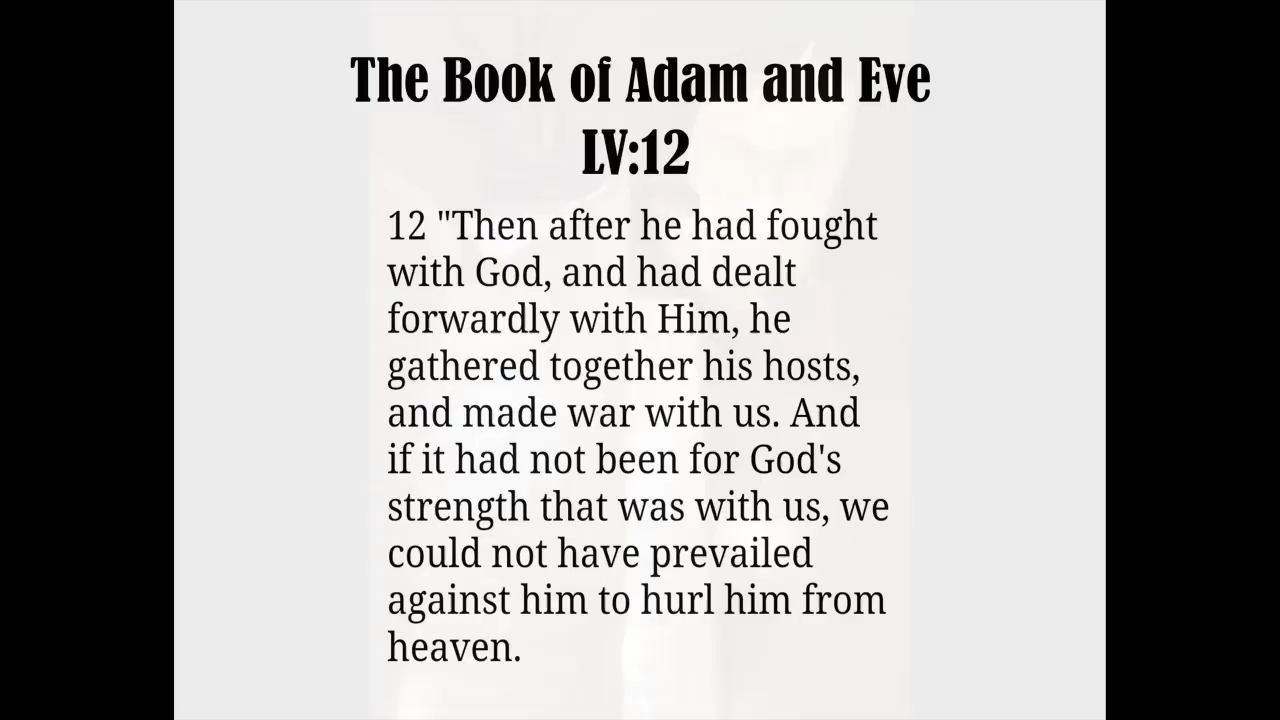 The Book of Adam and Eve
LV:12
12 "Then after he had fought
with God, and had dealt
forwardly with Him, he
gathered together his hosts,
and made war with us. And
if it had not been for God's
strength that was with us, we
could not have prevailed
against him to hurl him from
heaven.